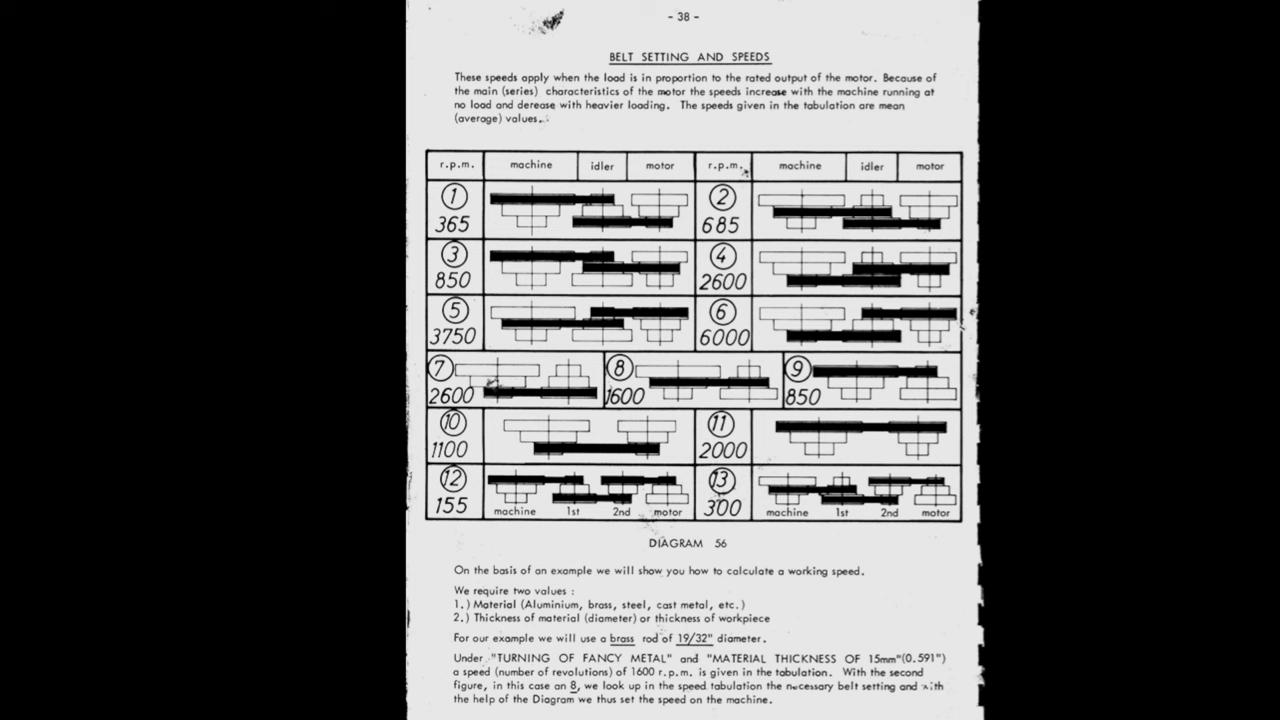 - 38 -
BELT SETTING AND SPEEDS
These speeds apply when the load is in proportion to the rated output of the motor. Because of
the main (series) characteristics of the motor the speeds increase with the machine running at
no load and derease with heavier loading. The speeds given in the tabulation are mean
(average) values.
r.p.m. machine idler motor r.p.m. machine idler motor
1 2
365 685
3 4
850 2600
5 6
3750 6000
7 8 9
2600 1600 850
10 11
1100 2000
12 13
155 machine 1st 2nd motor 300 machine 1st 2nd motor
DIAGRAM 56
On the basis of an example we will show you how to calculate a working speed.
We require two values :
1.) Material (Aluminium, brass, steel, cast metal, etc.)
2.) Thickness of material (diameter) or thickness of workpiece
For our example we will use a brass rod of 19/32" diameter.
Under "TURNING OF FANCY METAL" and "MATERIAL THICKNESS OF 15mm"(0.591")
a speed (number of revolutions) of 1600 r.p.m. is given in the tabulation. With the second
figure, in this case an 8, we look up in the speed tabulation the necessary belt setting and with
the help of the Diagram we thus set the speed on the machine.